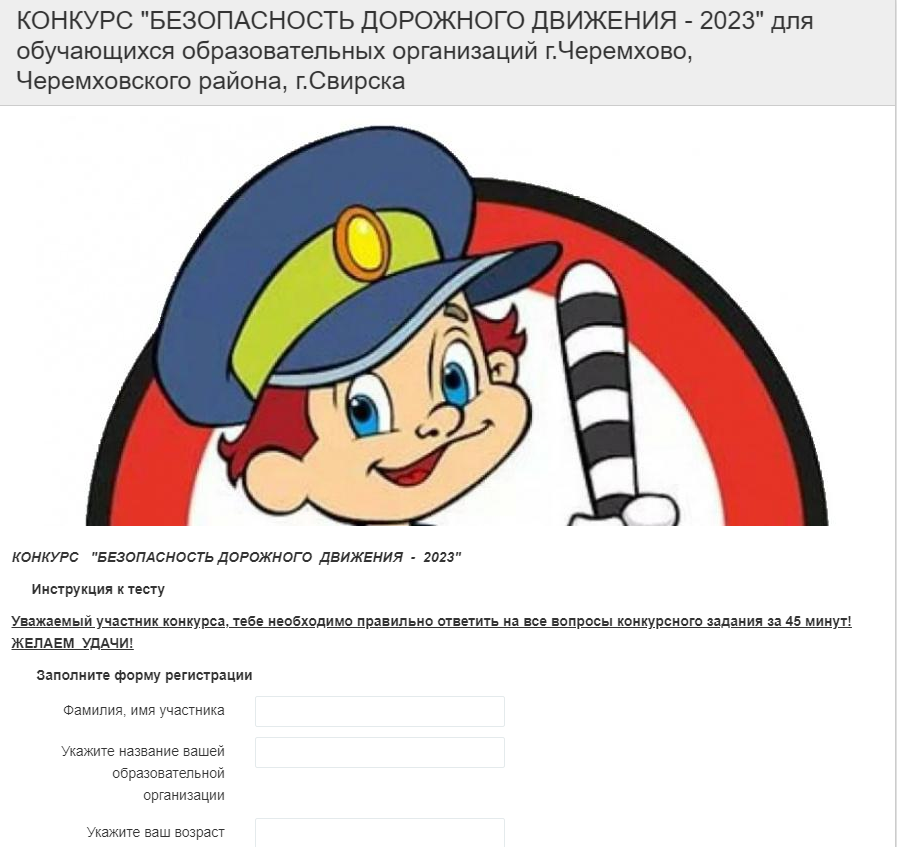 КОНКУРС "БЕЗОПАСНОСТЬ ДОРОЖНОГО ДВИЖЕНИЯ - 2023" для
обучающихся образовательных организаций г.Черемхово,
Черемховского района, г.Свирска
КОНКУРС "БЕЗОПАСНОСТЬ ДОРОЖНОГО ДВИЖЕНИЯ - 2023"
Инструкция к тесту
Уважаемый участник конкурса, тебе необходимо правильно ответить на все вопросы конкурсного задания за 45 минут!
ЖЕЛАЕМ УДАЧИ!
Заполните форму регистрации
Фамилия, имя участника
Укажите название вашей
образовательной
организации
Укажите ваш возраст